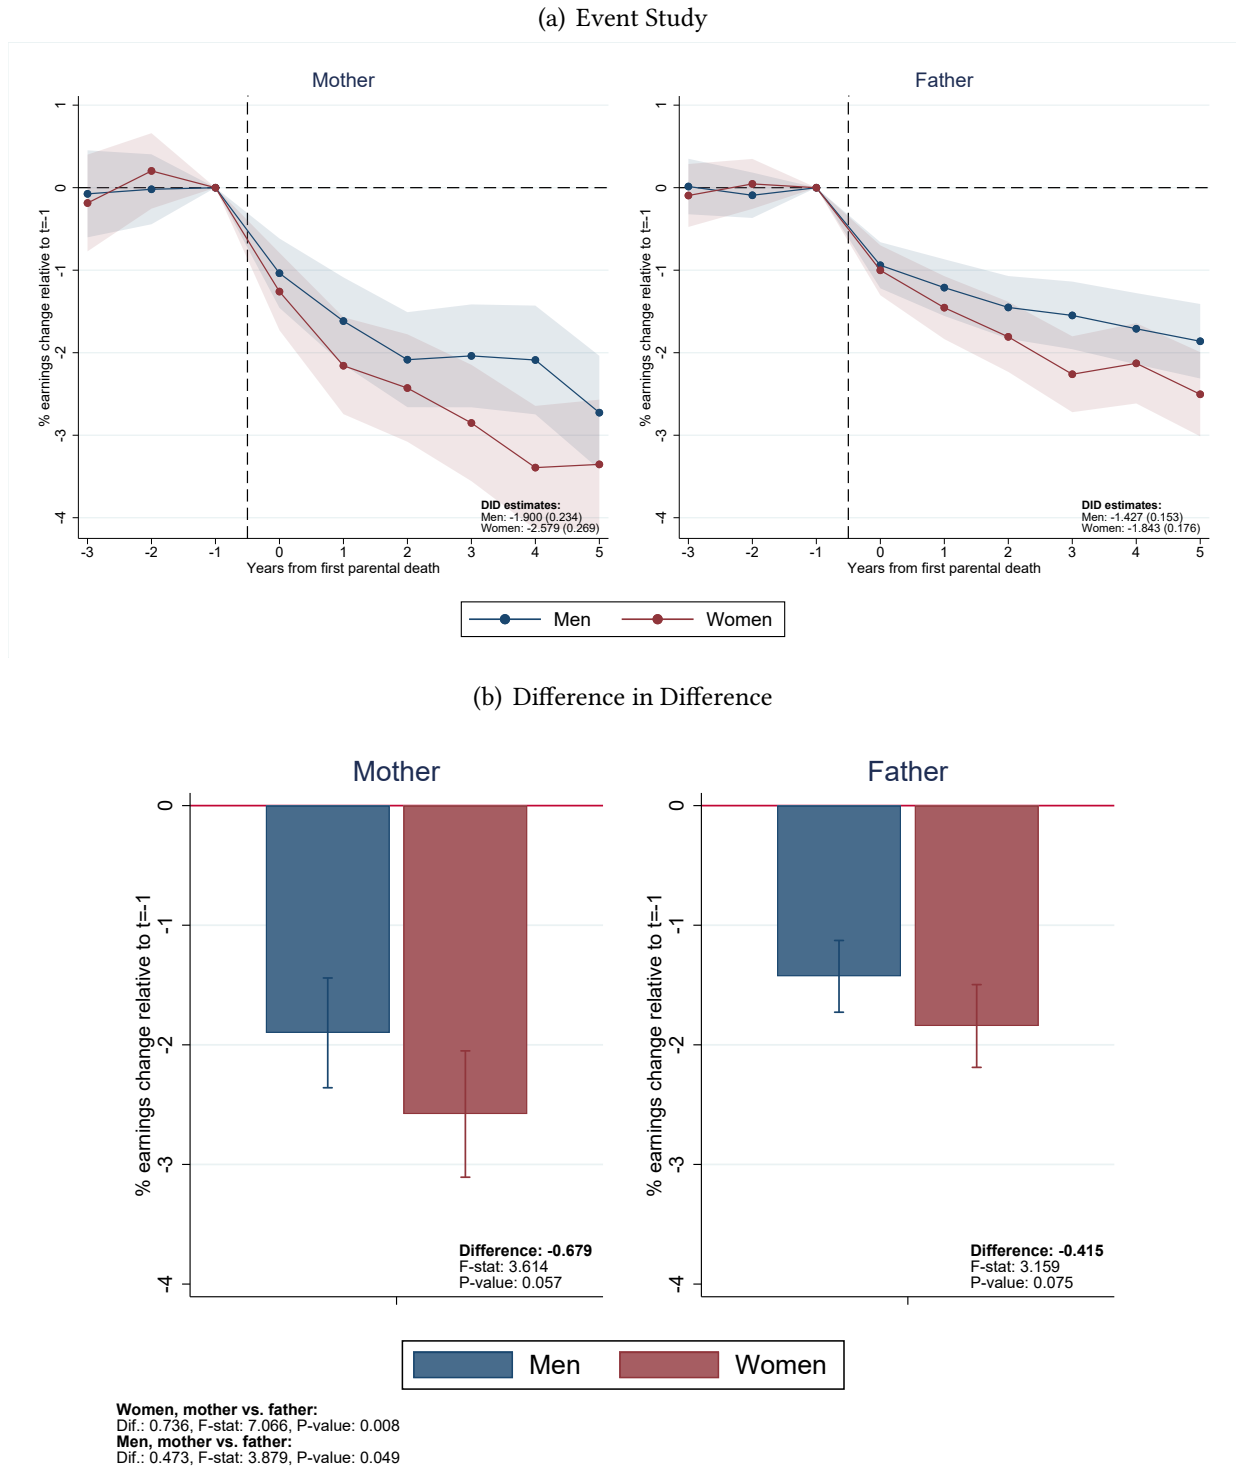 (a) Event Study
Mother
% earnings change relative to t=-1
1
0
-1
-2
-3
-4
DID estimates:
Men: -1.900 (0.234)
Women: -2.579 (0.269)
-3 -2 -1 0 1 2 3 4 5
Years from first parental death
Father
% earnings change relative to t=-1
1
0
-1
-2
-3
-4
DID estimates:
Men: -1.427 (0.153)
Women: -1.843 (0.176)
-3 -2 -1 0 1 2 3 4 5
Years from first parental death
Men Women
(b) Difference in Difference
Mother
% earnings change relative to t=-1
0
-1
-2
-3
-4
Difference: -0.679
F-stat: 3.614
P-value: 0.057
Father
% earnings change relative to t=-1
0
-1
-2
-3
-4
Difference: -0.415
F-stat: 3.159
P-value: 0.075
Men Women
Women, mother vs. father:
Dif.: 0.736, F-stat: 7.066, P-value: 0.008
Men, mother vs. father:
Dif.: 0.473, F-stat: 3.879, P-value: 0.049